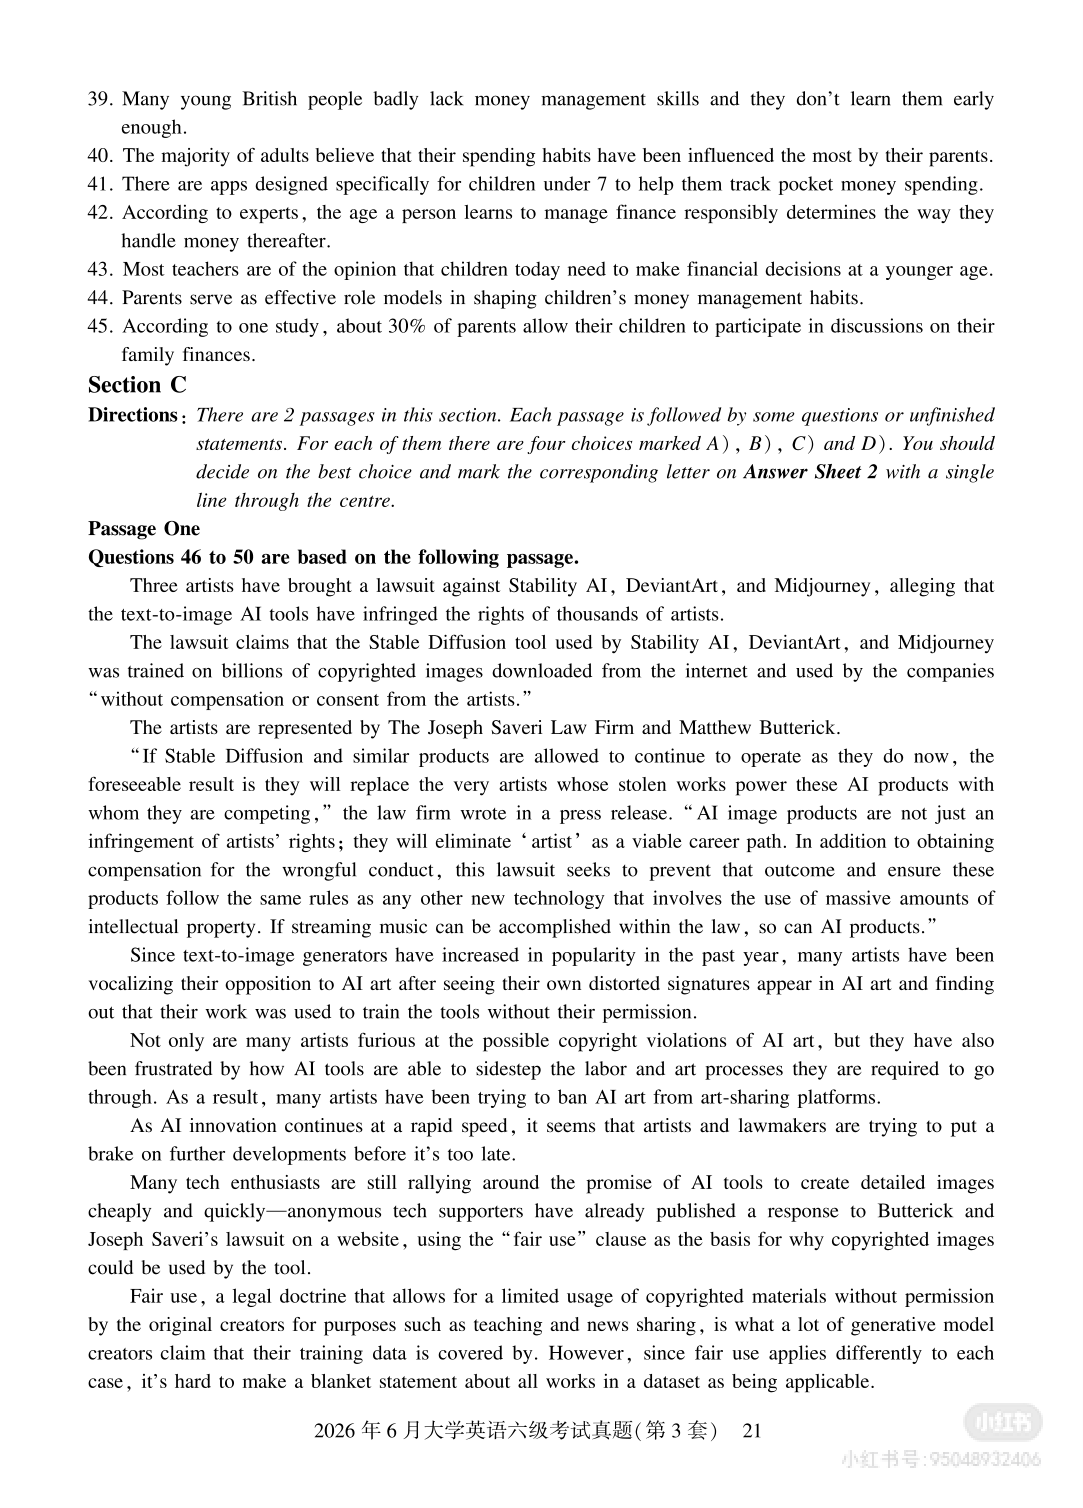 39. Many young British people badly lack money management skills and they don't learn them early
enough.
40. The majority of adults believe that their spending habits have been influenced the most by their parents.
41. There are apps designed specifically for children under 7 to help them track pocket money spending.
42. According to experts, the age a person learns to manage finance responsibly determines the way they
handle money thereafter.
43. Most teachers are of the opinion that children today need to make financial decisions at a younger age.
44. Parents serve as effective role models in shaping children's money management habits.
45. According to one study, about 30% of parents allow their children to participate in discussions on their
family finances.
Section C
Directions: There are 2 passages in this section. Each passage is followed by some questions or unfinished
statements. For each of them there are four choices marked A), B), C) and D). You should
decide on the best choice and mark the corresponding letter on Answer Sheet 2 with a single
line through the centre.
Passage One
Questions 46 to 50 are based on the following passage.
Three artists have brought a lawsuit against Stability AI, DeviantArt, and Midjourney, alleging that
the text-to-image AI tools have infringed the rights of thousands of artists.
The lawsuit claims that the Stable Diffusion tool used by Stability AI, DeviantArt, and Midjourney
was trained on billions of copyrighted images downloaded from the internet and used by the companies
“without compensation or consent from the artists.”
The artists are represented by The Joseph Saveri Law Firm and Matthew Butterick.
“If Stable Diffusion and similar products are allowed to continue to operate as they do now, the
foreseeable result is they will replace the very artists whose stolen works power these AI products with
whom they are competing,” the law firm wrote in a press release. “AI image products are not just an
infringement of artists' rights; they will eliminate ‘artist’ as a viable career path. In addition to obtaining
compensation for the wrongful conduct, this lawsuit seeks to prevent that outcome and ensure these
products follow the same rules as any other new technology that involves the use of massive amounts of
intellectual property. If streaming music can be accomplished within the law, so can AI products.”
Since text-to-image generators have increased in popularity in the past year, many artists have been
vocalizing their opposition to AI art after seeing their own distorted signatures appear in AI art and finding
out that their work was used to train the tools without their permission.
Not only are many artists furious at the possible copyright violations of AI art, but they have also
been frustrated by how AI tools are able to sidestep the labor and art processes they are required to go
through. As a result, many artists have been trying to ban AI art from art-sharing platforms.
As AI innovation continues at a rapid speed, it seems that artists and lawmakers are trying to put a
brake on further developments before it's too late.
Many tech enthusiasts are still rallying around the promise of AI tools to create detailed images
cheaply and quickly—anonymous tech supporters have already published a response to Butterick and
Joseph Saveri's lawsuit on a website, using the “fair use” clause as the basis for why copyrighted images
could be used by the tool.
Fair use, a legal doctrine that allows for a limited usage of copyrighted materials without permission
by the original creators for purposes such as teaching and news sharing, is what a lot of generative model
creators claim that their training data is covered by. However, since fair use applies differently to each
case, it's hard to make a blanket statement about all works in a dataset as being applicable.
2026 年 6 月大学英语六级考试真题(第 3 套) 21
小红书
小红书号:95048932406